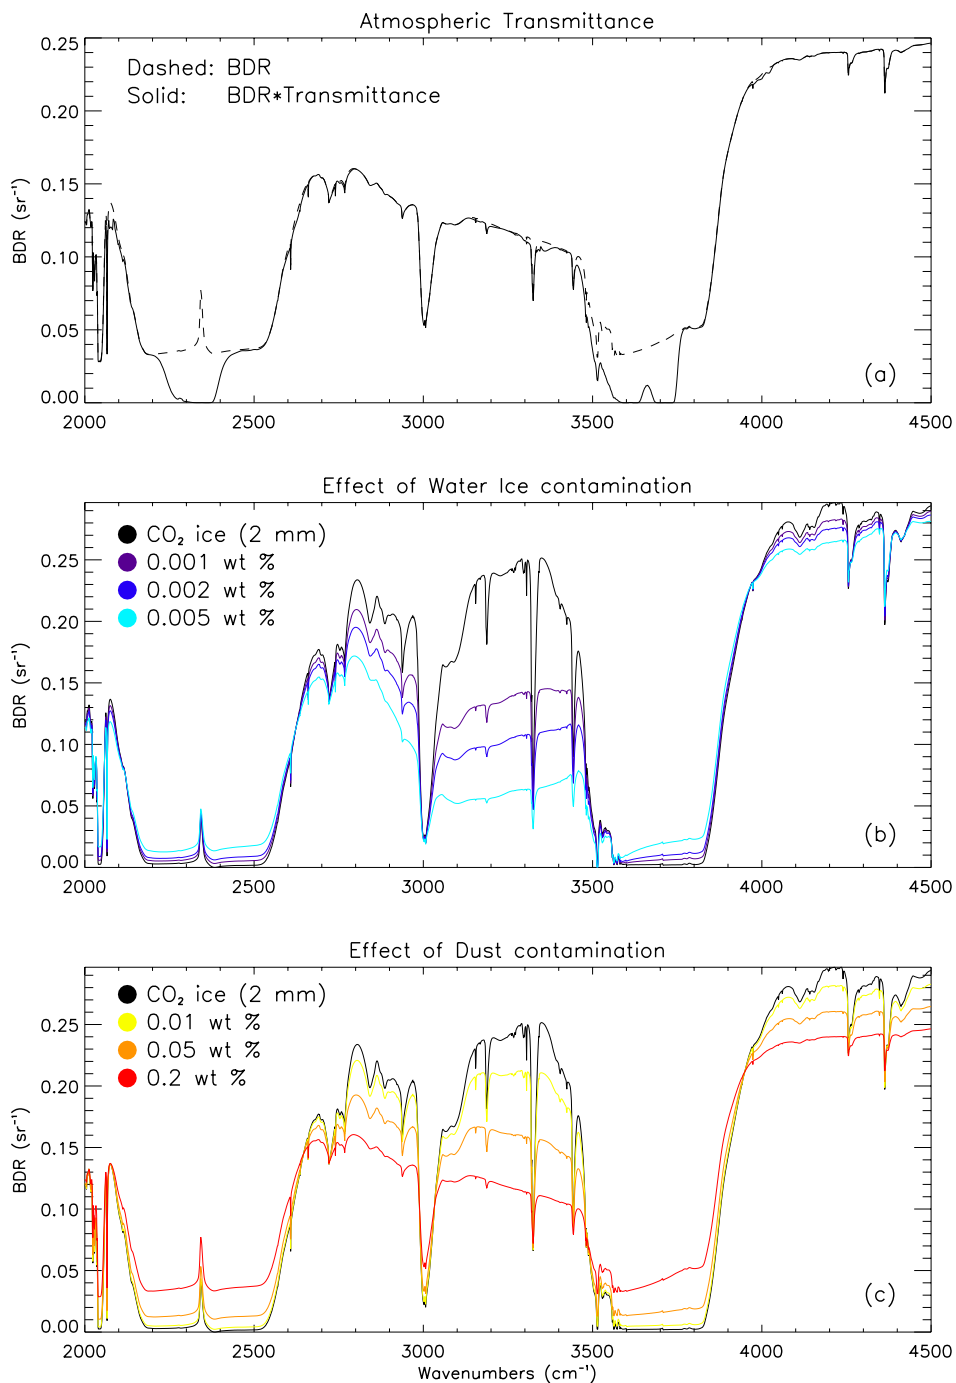 Atmospheric Transmittance
0.25
0.20
0.15
0.10
0.05
0.00
BDR (sr⁻¹)
Dashed: BDR
Solid: BDR*Transmittance
(a)
2000 2500 3000 3500 4000 4500
Effect of Water Ice contamination
0.25
0.20
0.15
0.10
0.05
0.00
BDR (sr⁻¹)
CO₂ ice (2 mm)
0.001 wt %
0.002 wt %
0.005 wt %
(b)
2000 2500 3000 3500 4000 4500
Effect of Dust contamination
0.25
0.20
0.15
0.10
0.05
0.00
BDR (sr⁻¹)
CO₂ ice (2 mm)
0.01 wt %
0.05 wt %
0.2 wt %
(c)
2000 2500 3000 3500 4000 4500
Wavenumbers (cm⁻¹)